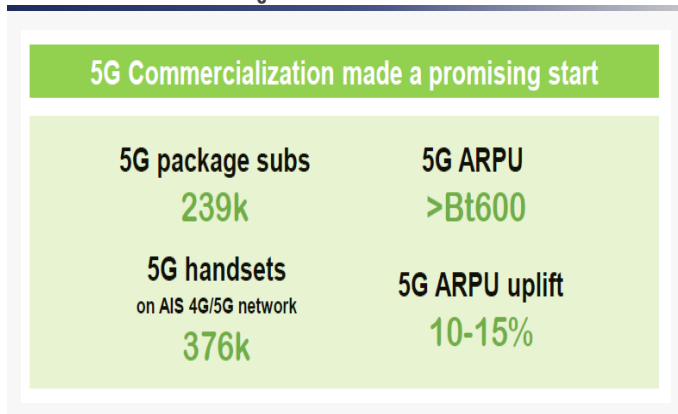 5G Commercialization made a promising start
5G package subs
239k
5G ARPU
>Bt600
5G handsets
on AIS 4G/5G network
376k
5G ARPU uplift
10-15%